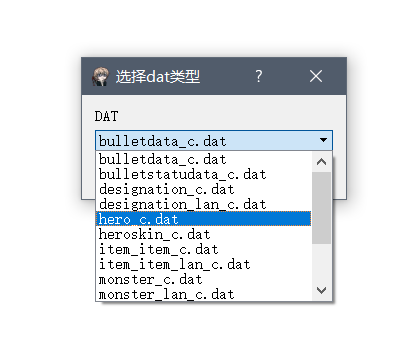 选择dat类型
DAT
bulletdata_c.dat
bulletdata_c.dat
bulletstatudata_c.dat
designation_c.dat
designation_lan_c.dat
hero_c.dat
heroskin_c.dat
item_item_c.dat
item_item_lan_c.dat
monster_c.dat
monster_lan_c.dat